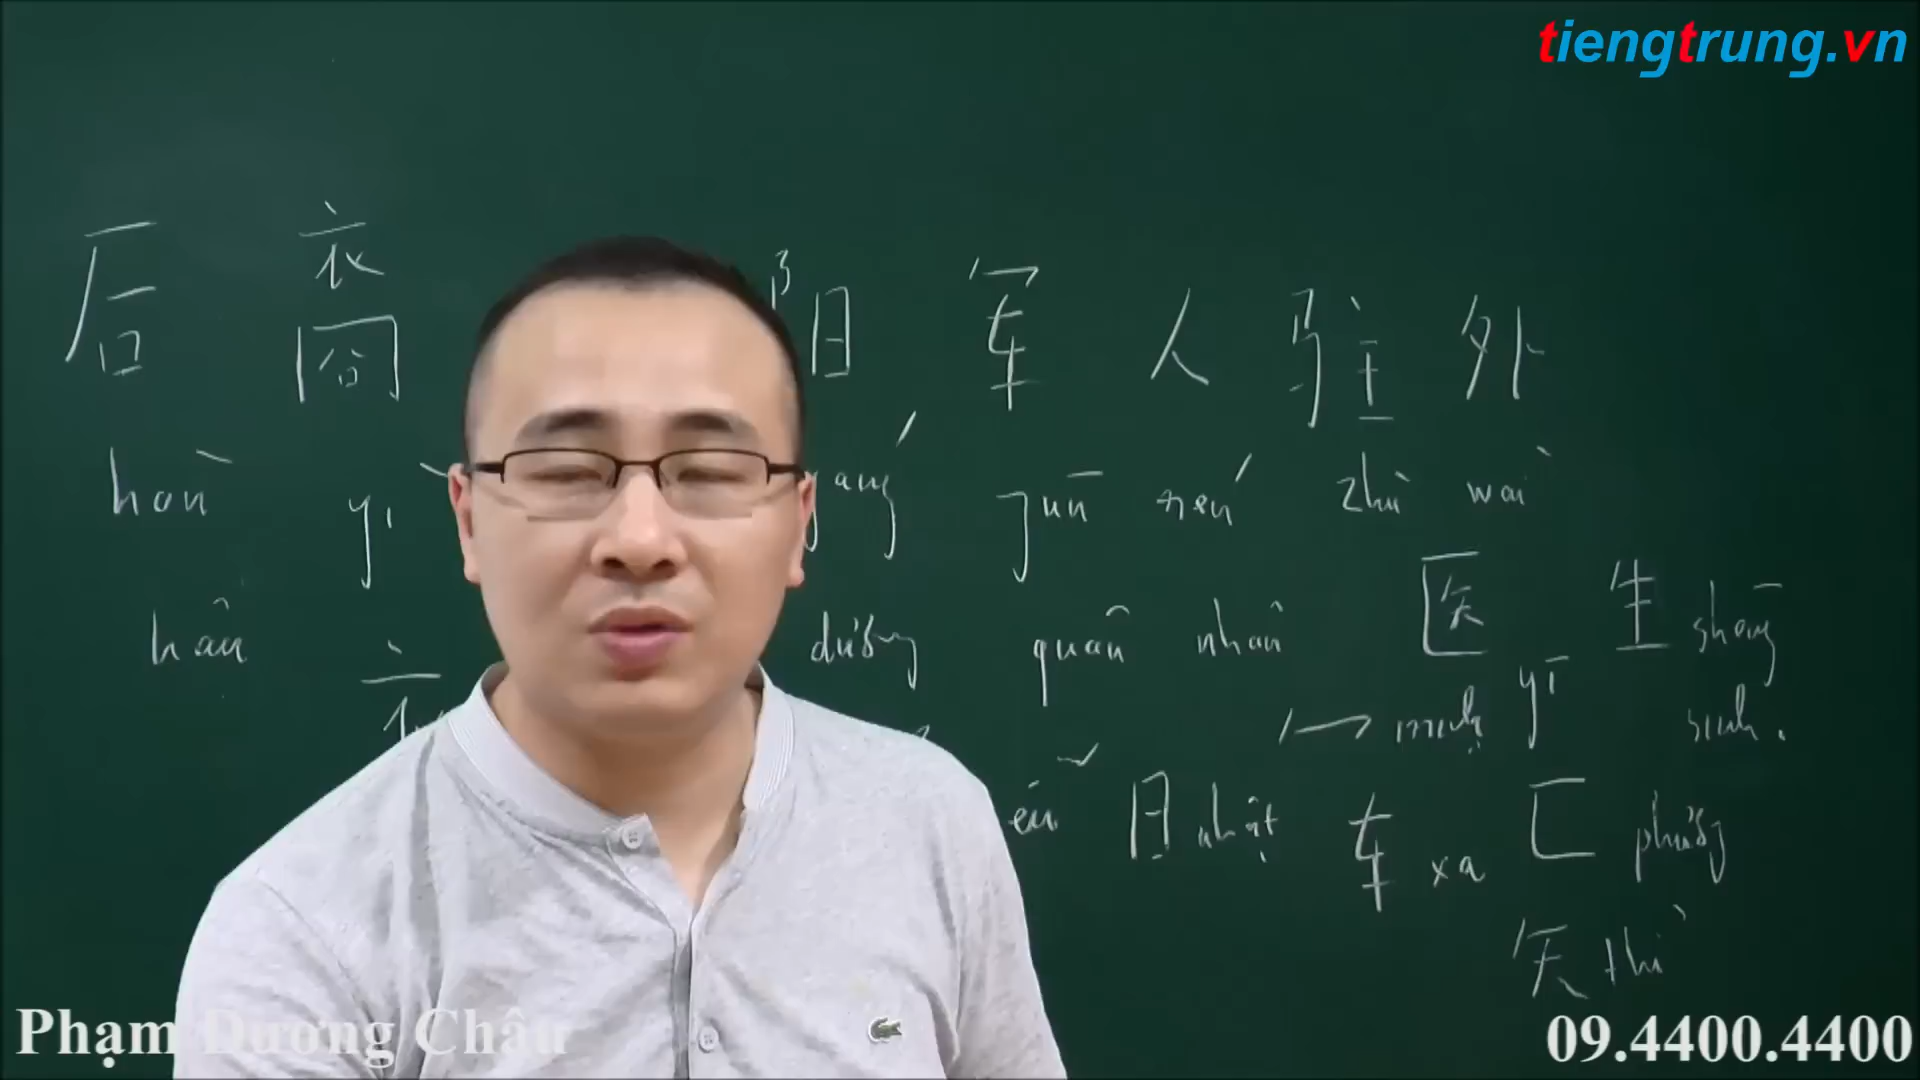 tiengtrung.vn
后 裔 阳 军 人 驻 外
hòu yì yáng jūn rén zhù wài
hậu dương quân nhân 医 生 shēng
yī
mịch sinh.
日 nhật 车 xa 匚 phương
矢 thỉ
Phạm Dương Châu
09.4400.4400